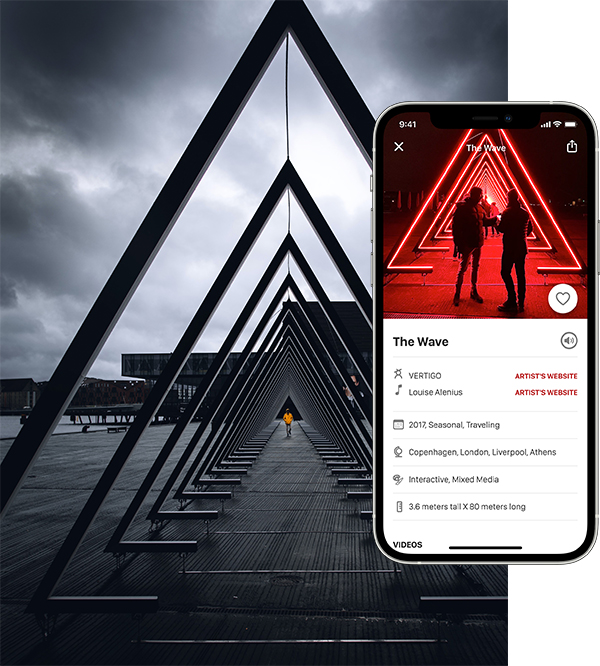 9:41
The Wave
The Wave
VERTIGO ARTIST'S WEBSITE
Louise Alenius ARTIST'S WEBSITE
2017, Seasonal, Traveling
Copenhagen, London, Liverpool, Athens
Interactive, Mixed Media
3.6 meters tall X 80 meters long
VIDEOS